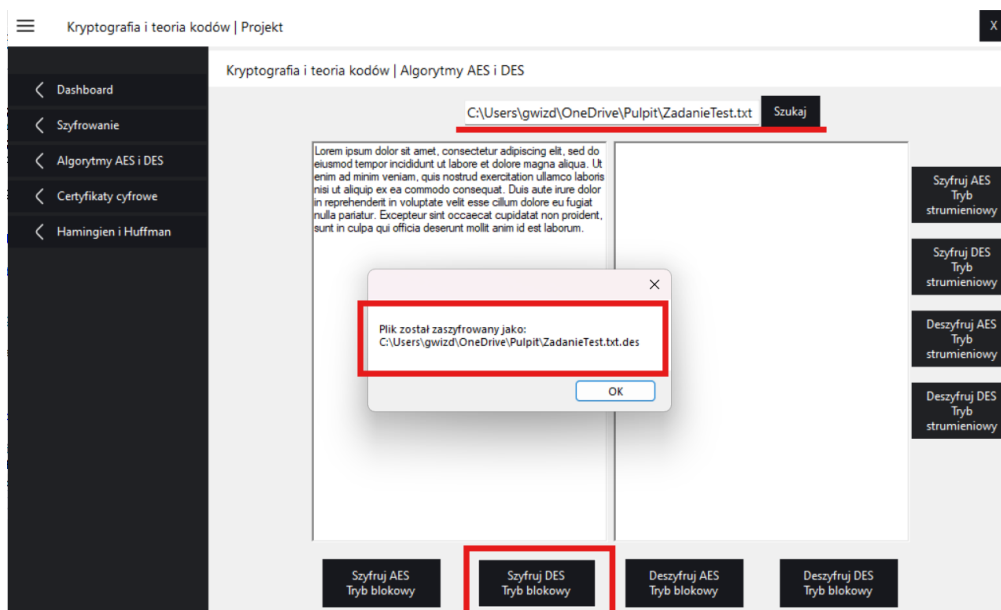 Kryptografia i teoria kodów | Projekt
X
Kryptografia i teoria kodów | Algorytmy AES i DES
Dashboard
Szyfrowanie
Algorytmy AES i DES
Certyfikaty cyfrowe
Hamingien i Huffman
C:\Users\gwizd\OneDrive\Pulpit\ZadanieTest.txt
Szukaj
Lorem ipsum dolor sit amet, consectetur adipiscing elit, sed do
eiusmod tempor incididunt ut labore et dolore magna aliqua. Ut
enim ad minim veniam, quis nostrud exercitation ullamco laboris
nisi ut aliquip ex ea commodo consequat. Duis aute irure dolor
in reprehenderit in voluptate velit esse cillum dolore eu fugiat
nulla pariatur. Excepteur sint occaecat cupidatat non proident,
sunt in culpa qui officia deserunt mollit anim id est laborum.
Plik został zaszyfrowany jako:
C:\Users\gwizd\OneDrive\Pulpit\ZadanieTest.txt.des
OK
Szyfruj AES
Tryb
strumieniowy
Szyfruj DES
Tryb
strumieniowy
Deszyfruj AES
Tryb
strumieniowy
Deszyfruj DES
Tryb
strumieniowy
Szyfruj AES
Tryb blokowy
Szyfruj DES
Tryb blokowy
Deszyfruj AES
Tryb blokowy
Deszyfruj DES
Tryb blokowy